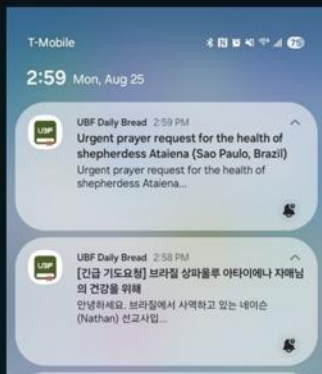 T-Mobile 75
2:59 Mon, Aug 25
UBF
UBF Daily Bread 2:59 PM
Urgent prayer request for the health of
shepherdess Ataiena (Sao Paulo, Brazil)
Urgent prayer request for the health of
shepherdess Ataiena...
UBF
UBF Daily Bread 2:58 PM
[긴급 기도요청] 브라질 상파울루 아타이에나 자매님
의 건강을 위해
안녕하세요. 브라질에서 사역하고 있는 네이슨
(Nathan) 선교사입...